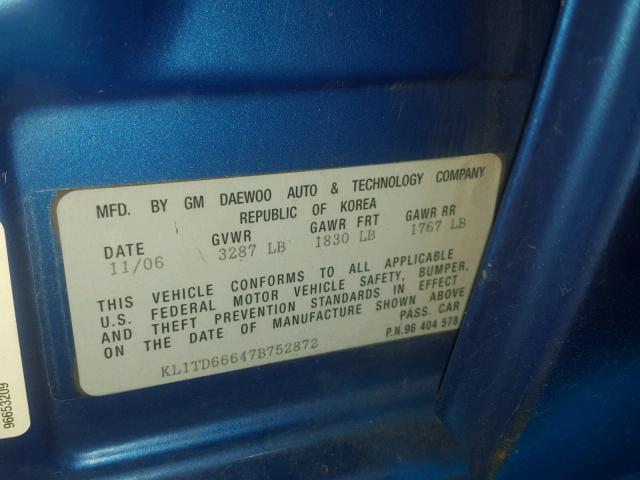 MFD. BY GM DAEWOO AUTO & TECHNOLOGY COMPANY
REPUBLIC OF KOREA
DATE GVWR GAWR FRT GAWR RR
11/06 3287 LB 1830 LB 1767 LB
THIS VEHICLE CONFORMS TO ALL APPLICABLE
U.S. FEDERAL MOTOR VEHICLE SAFETY, BUMPER,
AND THEFT PREVENTION STANDARDS IN EFFECT
ON THE DATE OF MANUFACTURE SHOWN ABOVE
PASS. CAR
KL1TD66647B752872 P.N.96 404 578
96653209